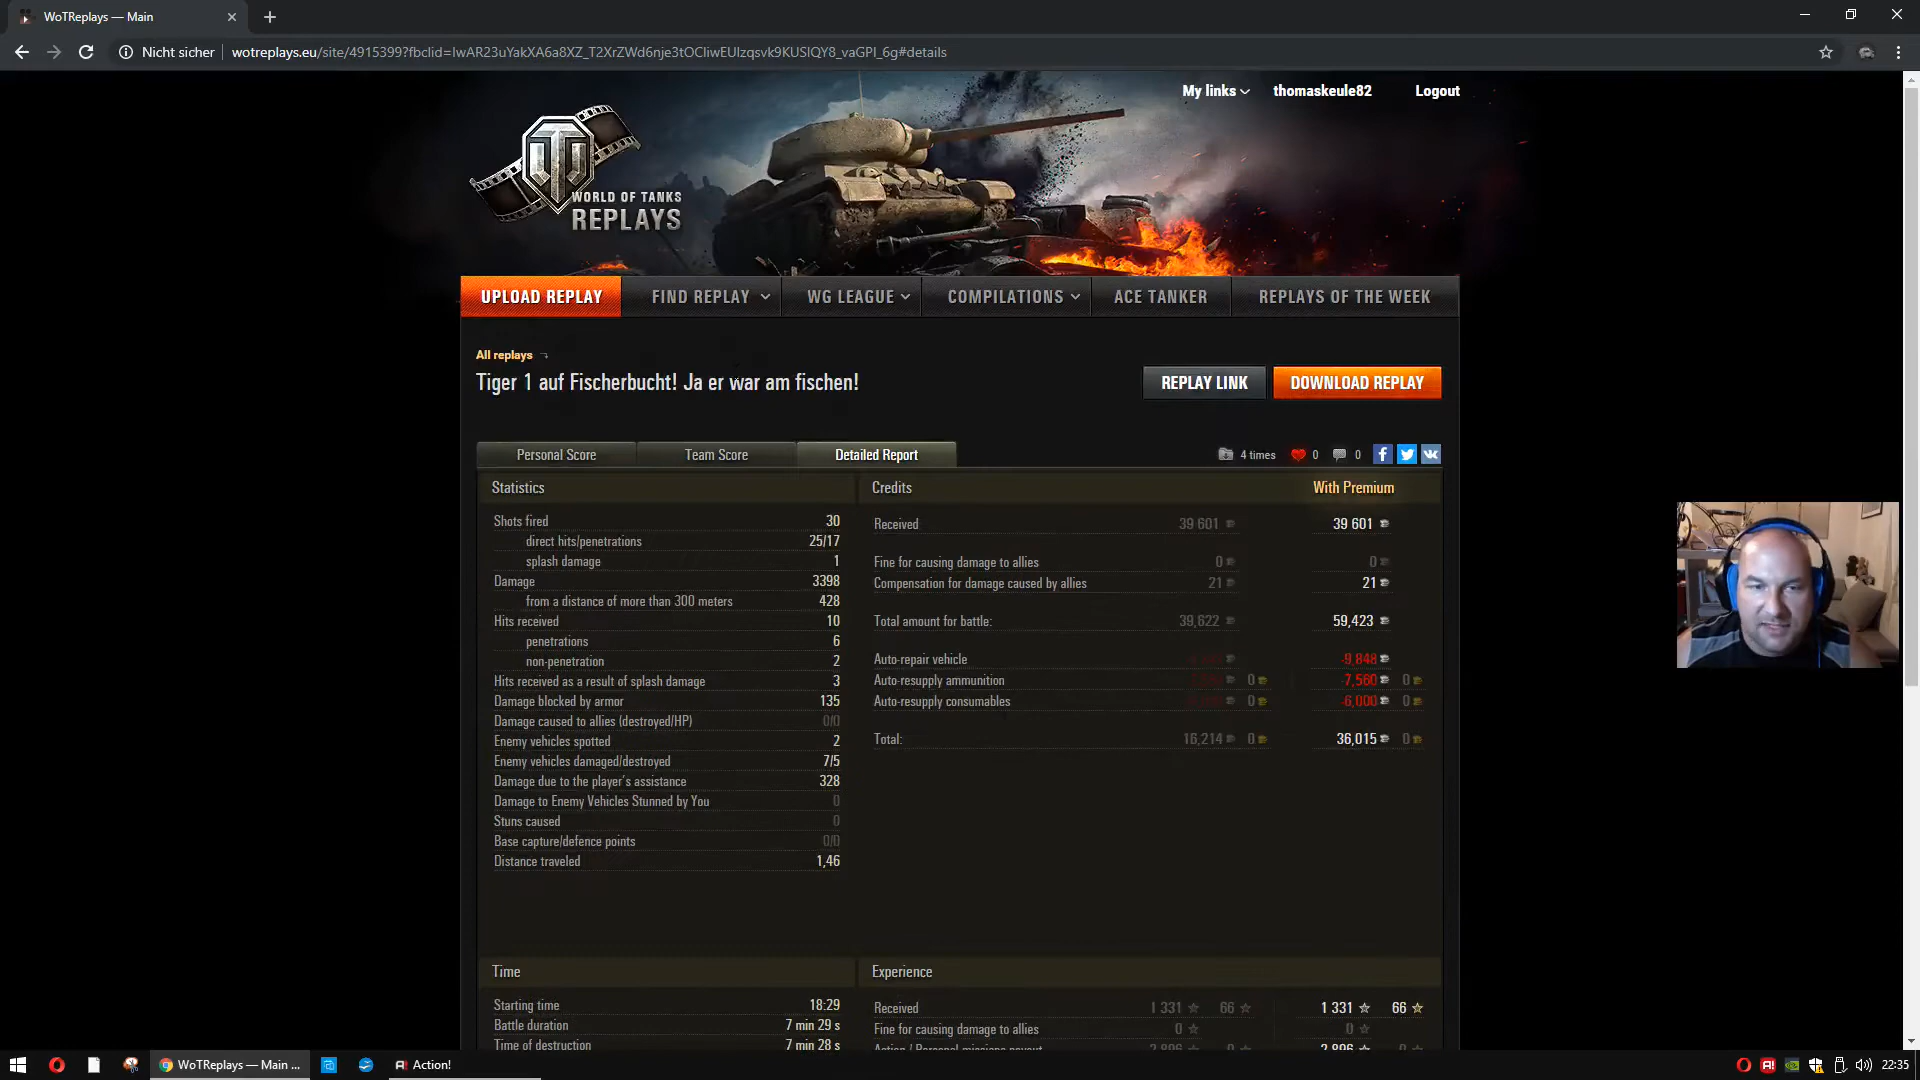 WoTReplays — Main
Nicht sicher
wotreplays.eu/site/4915399?fbclid=IwAR23uYakXA6a8XZ_T2XrZWd6nje3tOCIiwEUlzqsvk9KUSlQY8_vaGPI_6g#details
My links
thomaskeule82
Logout
WORLD OF TANKS
REPLAYS
UPLOAD REPLAY
FIND REPLAY
WG LEAGUE
COMPILATIONS
ACE TANKER
REPLAYS OF THE WEEK
All replays
Tiger 1 auf Fischerbucht! Ja er war am fischen!
REPLAY LINK
DOWNLOAD REPLAY
Personal Score
Team Score
Detailed Report
4 times
0
0
Statistics
Shots fired 30
direct hits/penetrations 25/17
splash damage 1
Damage 3398
from a distance of more than 300 meters 428
Hits received 10
penetrations 6
non-penetration 2
Hits received as a result of splash damage 3
Damage blocked by armor 135
Damage caused to allies (destroyed/HP) 0/0
Enemy vehicles spotted 2
Enemy vehicles damaged/destroyed 7/5
Damage due to the player's assistance 328
Damage to Enemy Vehicles Stunned by You 0
Stuns caused 0
Base capture/defence points 0/0
Distance traveled 1,46
Credits With Premium
Received 39 601 39 601
Fine for causing damage to allies 0 0
Compensation for damage caused by allies 21 21
Total amount for battle: 39,622 59,423
Auto-repair vehicle -9,848
Auto-resupply ammunition 0 -7,560 0
Auto-resupply consumables 0 -6,000 0
Total: 16,214 0 36,015 0
Time
Starting time 18:29
Battle duration 7 min 29 s
Time of destruction 7 min 28 s
Experience
Received 1 331 66 1 331 66
Fine for causing damage to allies 0 0
WoTReplays — Main ...
Action!
22:35